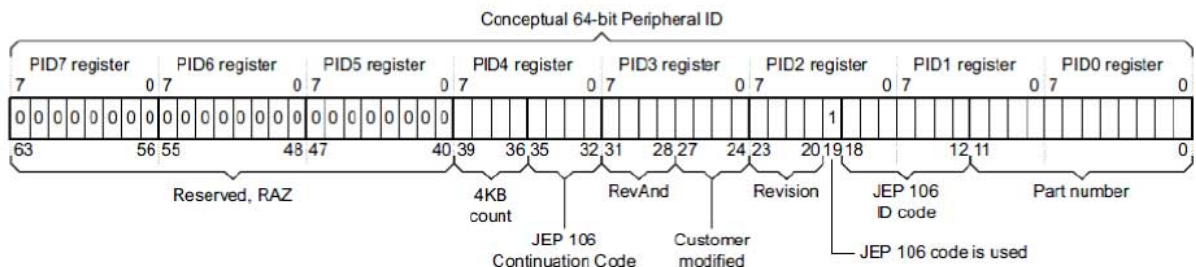 Conceptual 64-bit Peripheral ID
PID7 register PID6 register PID5 register PID4 register PID3 register PID2 register PID1 register PID0 register
7 0 7 0 7 0 7 0 7 0 7 0 7 0 7 0
0 0 0 0 0 0 0 0 0 0 0 0 0 0 0 0 0 0 0 0 0 0 0 0 1
63 56 55 48 47 40 39 36 35 32 31 28 27 24 23 20 19 18 12 11 0
Reserved, RAZ 4KB count RevAnd Revision JEP 106 ID code Part number
JEP 106 Continuation Code Customer modified JEP 106 code is used